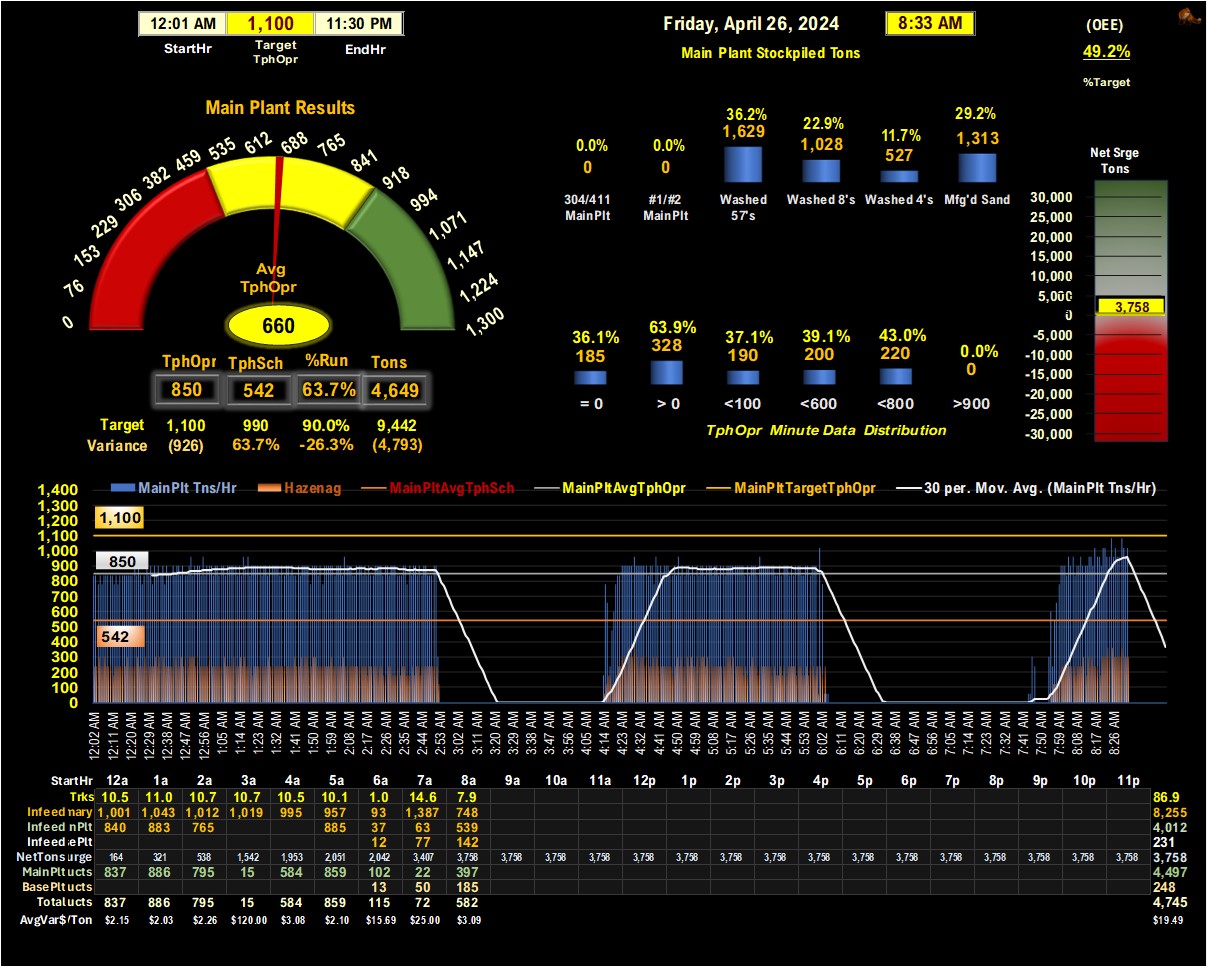 12:01 AM 1,100 11:30 PM
StartHr Target TphOpr EndHr
Friday, April 26, 2024 8:33 AM
Main Plant Stockpiled Tons
(OEE)
49.2%
%Target
Main Plant Results
0 76 153 229 306 382 459 535 612 688 765 841 918 994 1,071 1,147 1,224 1,300
Avg
TphOpr
660
TphOpr TphSch %Run Tons
850 542 63.7% 4,649
Target 1,100 990 90.0% 9,442
Variance (926) 63.7% -26.3% (4,793)
0.0% 0.0% 36.2% 22.9% 11.7% 29.2%
0 0 1,629 1,028 527 1,313
304/411 MainPlt #1/#2 MainPlt Washed 57's Washed 8's Washed 4's Mfg'd Sand
36.1% 63.9% 37.1% 39.1% 43.0% 0.0%
185 328 190 200 220 0
= 0 > 0 <100 <600 <800 >900
TphOpr Minute Data Distribution
Net Srge
Tons
30,000
25,000
20,000
15,000
10,000
5,000
3,758
0
-5,000
-10,000
-15,000
-20,000
-25,000
-30,000
MainPlt Tns/Hr Hazenag MainPltAvgTphSch MainPltAvgTphOpr MainPltTargetTphOpr 30 per. Mov. Avg. (MainPlt Tns/Hr)
1,400
1,300
1,200
1,100
1,000
900
800
700
600
500
400
300
200
100
0
1,100
850
542
12:02 AM 12:11 AM 12:20 AM 12:29 AM 12:38 AM 12:47 AM 12:56 AM 1:05 AM 1:14 AM 1:23 AM 1:32 AM 1:41 AM 1:50 AM 1:59 AM 2:08 AM 2:17 AM 2:26 AM 2:35 AM 2:44 AM 2:53 AM 3:02 AM 3:11 AM 3:20 AM 3:29 AM 3:38 AM 3:47 AM 3:56 AM 4:05 AM 4:14 AM 4:23 AM 4:32 AM 4:41 AM 4:50 AM 4:59 AM 5:08 AM 5:17 AM 5:26 AM 5:35 AM 5:44 AM 5:53 AM 6:02 AM 6:11 AM 6:20 AM 6:29 AM 6:38 AM 6:47 AM 6:56 AM 7:05 AM 7:14 AM 7:23 AM 7:32 AM 7:41 AM 7:50 AM 7:59 AM 8:08 AM 8:17 AM 8:26 AM
StartHr 12a 1a 2a 3a 4a 5a 6a 7a 8a 9a 10a 11a 12p 1p 2p 3p 4p 5p 6p 7p 8p 9p 10p 11p
Trks 10.5 11.0 10.7 10.7 10.5 10.1 1.0 14.6 7.9 86.9
Infeed mary 1,001 1,043 1,012 1,019 995 957 93 1,387 748 8,255
Infeed nPlt 840 883 765 885 37 63 539 4,012
Infeed ePlt 12 77 142 231
NetTons urge 164 321 538 1,542 1,953 2,051 2,042 3,407 3,758 3,758 3,758 3,758 3,758 3,758 3,758 3,758 3,758 3,758 3,758 3,758 3,758 3,758 3,758 3,758 3,758
MainPlt ucts 837 886 795 15 584 859 102 22 397 4,497
BasePlt ucts 13 50 185 248
Total ucts 837 886 795 15 584 859 115 72 582 4,745
AvgVar$/Ton $2.15 $2.03 $2.26 $120.00 $3.08 $2.10 $15.69 $25.00 $3.09 $19.49